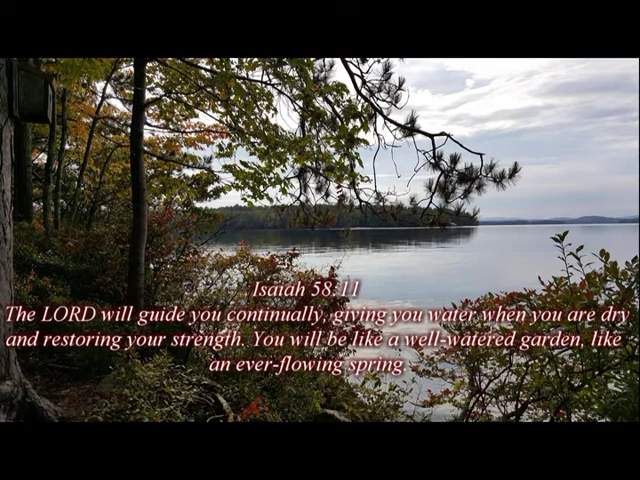 Isaiah 58:11
The LORD will guide you continually, giving you water when you are dry
and restoring your strength. You will be like a well-watered garden, like
an ever-flowing spring.